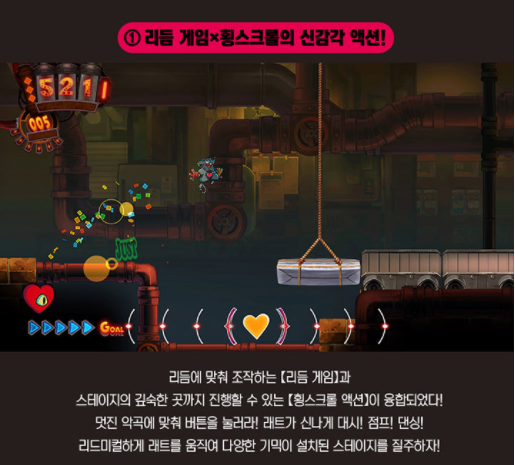 ① 리듬 게임×횡스크롤의 신감각 액션!
5211
005
JUST
GOAL
리듬에 맞춰 조작하는 【리듬 게임】과
스테이지의 깊숙한 곳까지 진행할 수 있는 【횡스크롤 액션】이 융합되었다!
멋진 악곡에 맞춰 버튼을 눌러라! 래트가 신나게 대시! 점프! 댄싱!
리드미컬하게 래트를 움직여 다양한 기믹이 설치된 스테이지를 질주하자!